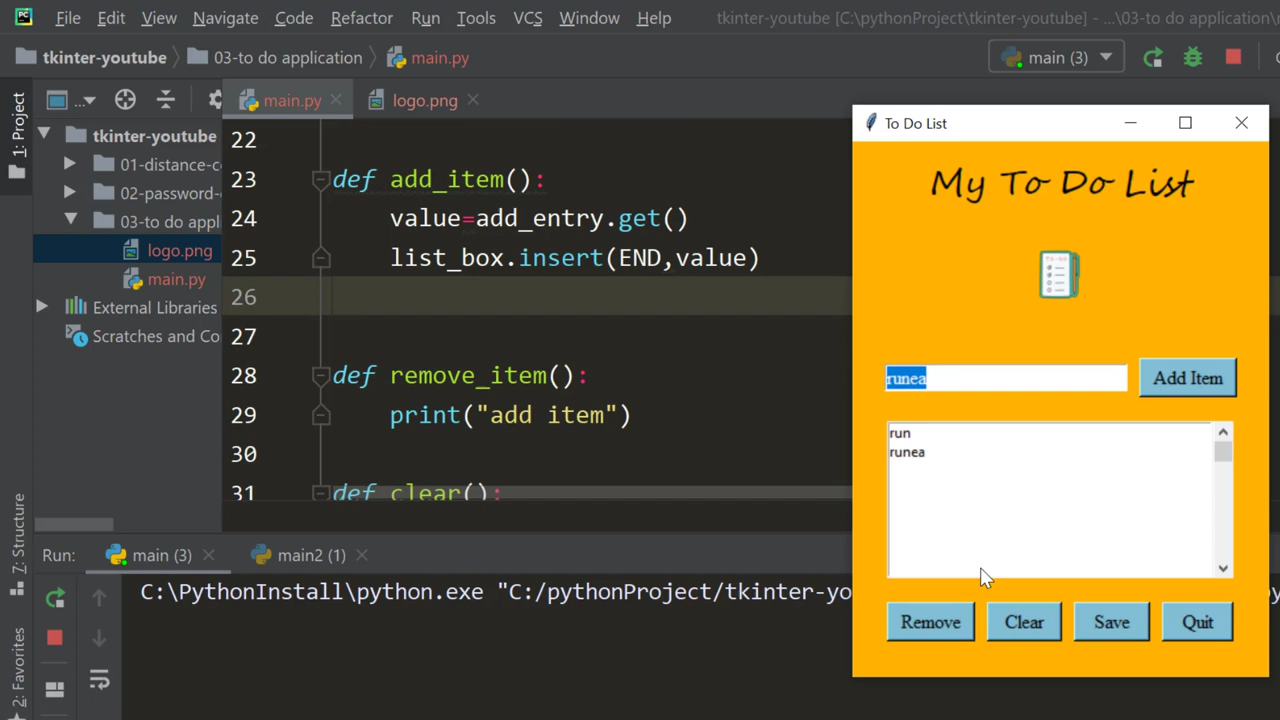 File Edit View Navigate Code Refactor Run Tools VCS Window Help tkinter-youtube [C:\pythonProject\tkinter-youtube] - ...\03-to do application\
tkinter-youtube 03-to do application main.py main (3)
1: Project
... main.py logo.png
tkinter-youtube
01-distance-c
02-password-
03-to do appl
logo.png
main.py
External Libraries
Scratches and Co
22
23 def add_item():
24 value=add_entry.get()
25 list_box.insert(END,value)
26
27
28 def remove_item():
29 print("add item")
30
31 def clear():
To Do List
My To Do List
TO-DO
runea Add Item
run
runea
Remove Clear Save Quit
Z: Structure
2: Favorites
Run: main (3) main2 (1)
C:\PythonInstall\python.exe "C:/pythonProject/tkinter-yo